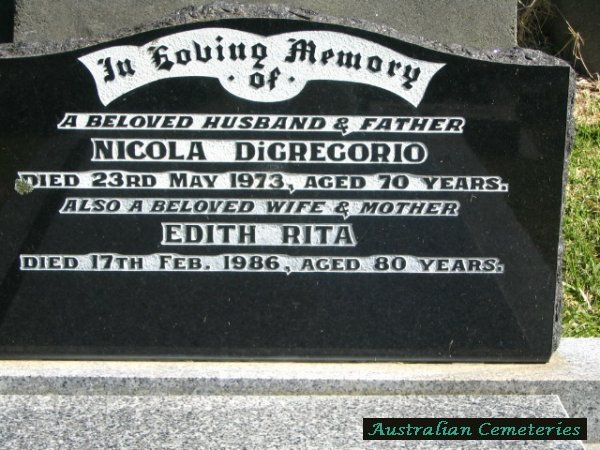 In Loving Memory
of
A BELOVED HUSBAND & FATHER
NICOLA DiGREGORIO
DIED 23RD MAY 1973, AGED 70 YEARS.
ALSO A BELOVED WIFE & MOTHER
EDITH RITA
DIED 17TH FEB. 1986, AGED 80 YEARS.
Australian Cemeteries